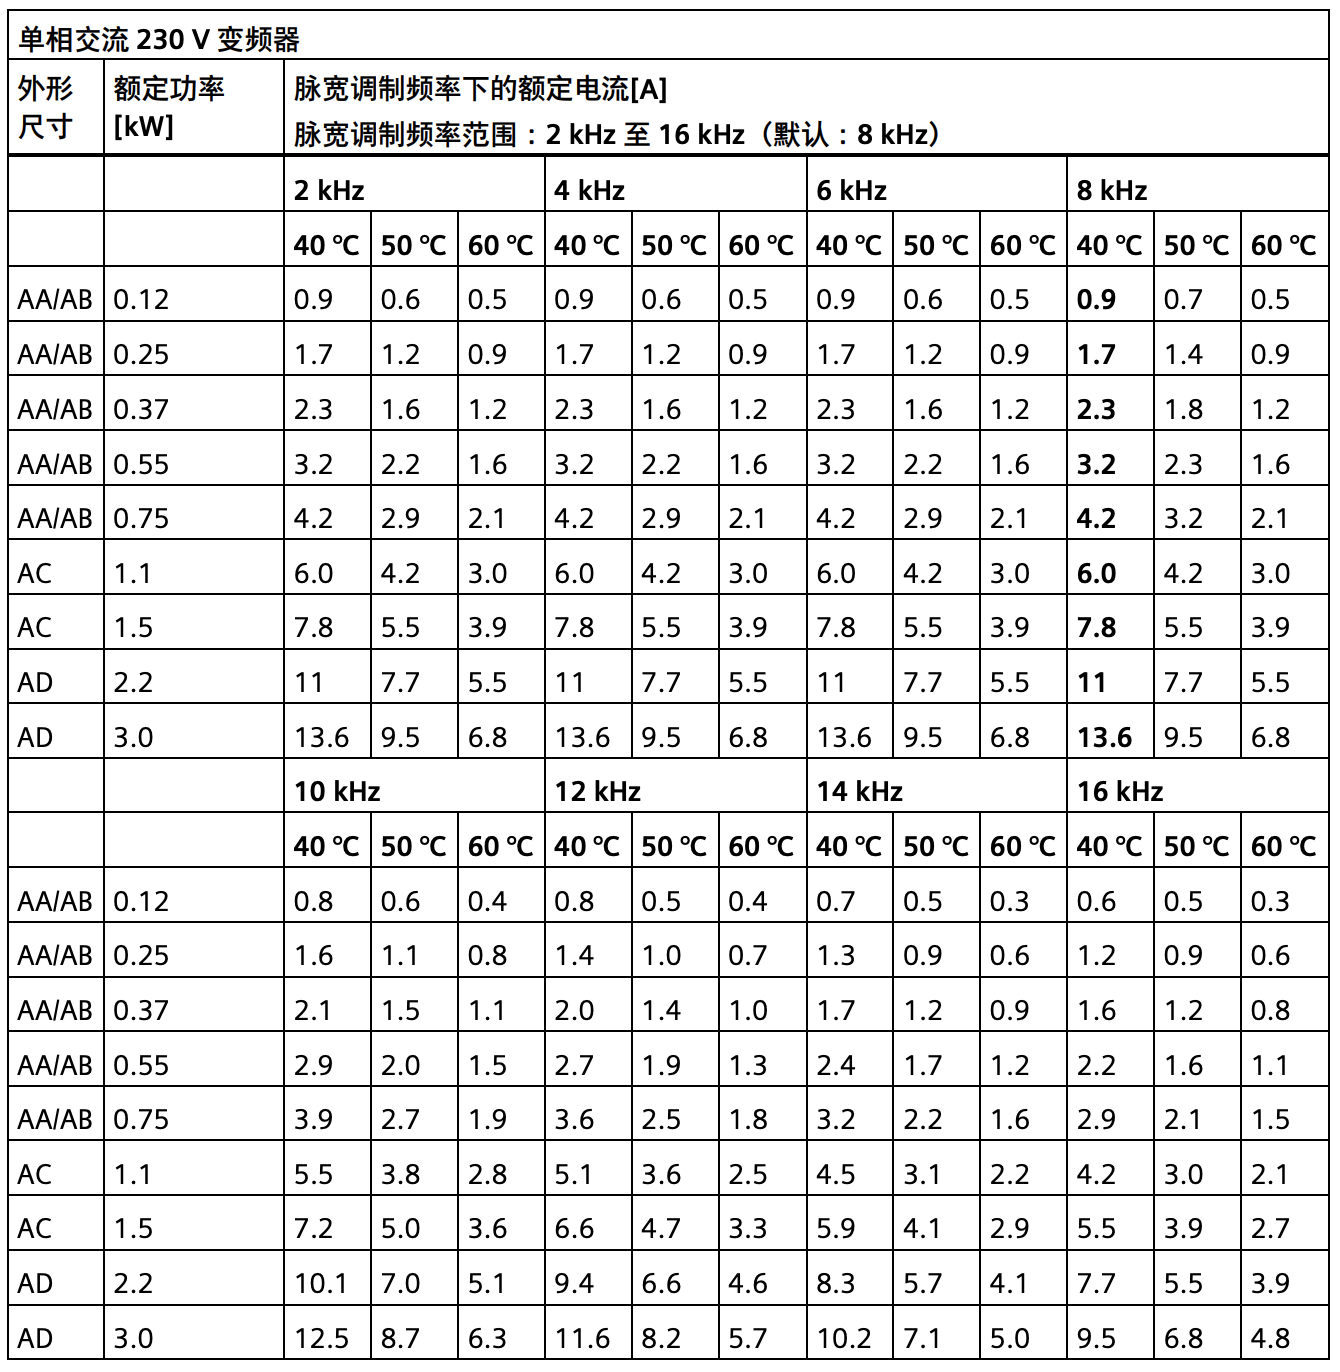 单相交流 230 V 变频器
外形尺寸 额定功率[kW] 脉宽调制频率下的额定电流[A]
脉宽调制频率范围：2 kHz 至 16 kHz（默认：8 kHz）
2 kHz 4 kHz 6 kHz 8 kHz
40 ℃ 50 ℃ 60 ℃ 40 ℃ 50 ℃ 60 ℃ 40 ℃ 50 ℃ 60 ℃ 40 ℃ 50 ℃ 60 ℃
AA/AB 0.12 0.9 0.6 0.5 0.9 0.6 0.5 0.9 0.6 0.5 0.9 0.7 0.5
AA/AB 0.25 1.7 1.2 0.9 1.7 1.2 0.9 1.7 1.2 0.9 1.7 1.4 0.9
AA/AB 0.37 2.3 1.6 1.2 2.3 1.6 1.2 2.3 1.6 1.2 2.3 1.8 1.2
AA/AB 0.55 3.2 2.2 1.6 3.2 2.2 1.6 3.2 2.2 1.6 3.2 2.3 1.6
AA/AB 0.75 4.2 2.9 2.1 4.2 2.9 2.1 4.2 2.9 2.1 4.2 3.2 2.1
AC 1.1 6.0 4.2 3.0 6.0 4.2 3.0 6.0 4.2 3.0 6.0 4.2 3.0
AC 1.5 7.8 5.5 3.9 7.8 5.5 3.9 7.8 5.5 3.9 7.8 5.5 3.9
AD 2.2 11 7.7 5.5 11 7.7 5.5 11 7.7 5.5 11 7.7 5.5
AD 3.0 13.6 9.5 6.8 13.6 9.5 6.8 13.6 9.5 6.8 13.6 9.5 6.8
10 kHz 12 kHz 14 kHz 16 kHz
40 ℃ 50 ℃ 60 ℃ 40 ℃ 50 ℃ 60 ℃ 40 ℃ 50 ℃ 60 ℃ 40 ℃ 50 ℃ 60 ℃
AA/AB 0.12 0.8 0.6 0.4 0.8 0.5 0.4 0.7 0.5 0.3 0.6 0.5 0.3
AA/AB 0.25 1.6 1.1 0.8 1.4 1.0 0.7 1.3 0.9 0.6 1.2 0.9 0.6
AA/AB 0.37 2.1 1.5 1.1 2.0 1.4 1.0 1.7 1.2 0.9 1.6 1.2 0.8
AA/AB 0.55 2.9 2.0 1.5 2.7 1.9 1.3 2.4 1.7 1.2 2.2 1.6 1.1
AA/AB 0.75 3.9 2.7 1.9 3.6 2.5 1.8 3.2 2.2 1.6 2.9 2.1 1.5
AC 1.1 5.5 3.8 2.8 5.1 3.6 2.5 4.5 3.1 2.2 4.2 3.0 2.1
AC 1.5 7.2 5.0 3.6 6.6 4.7 3.3 5.9 4.1 2.9 5.5 3.9 2.7
AD 2.2 10.1 7.0 5.1 9.4 6.6 4.6 8.3 5.7 4.1 7.7 5.5 3.9
AD 3.0 12.5 8.7 6.3 11.6 8.2 5.7 10.2 7.1 5.0 9.5 6.8 4.8